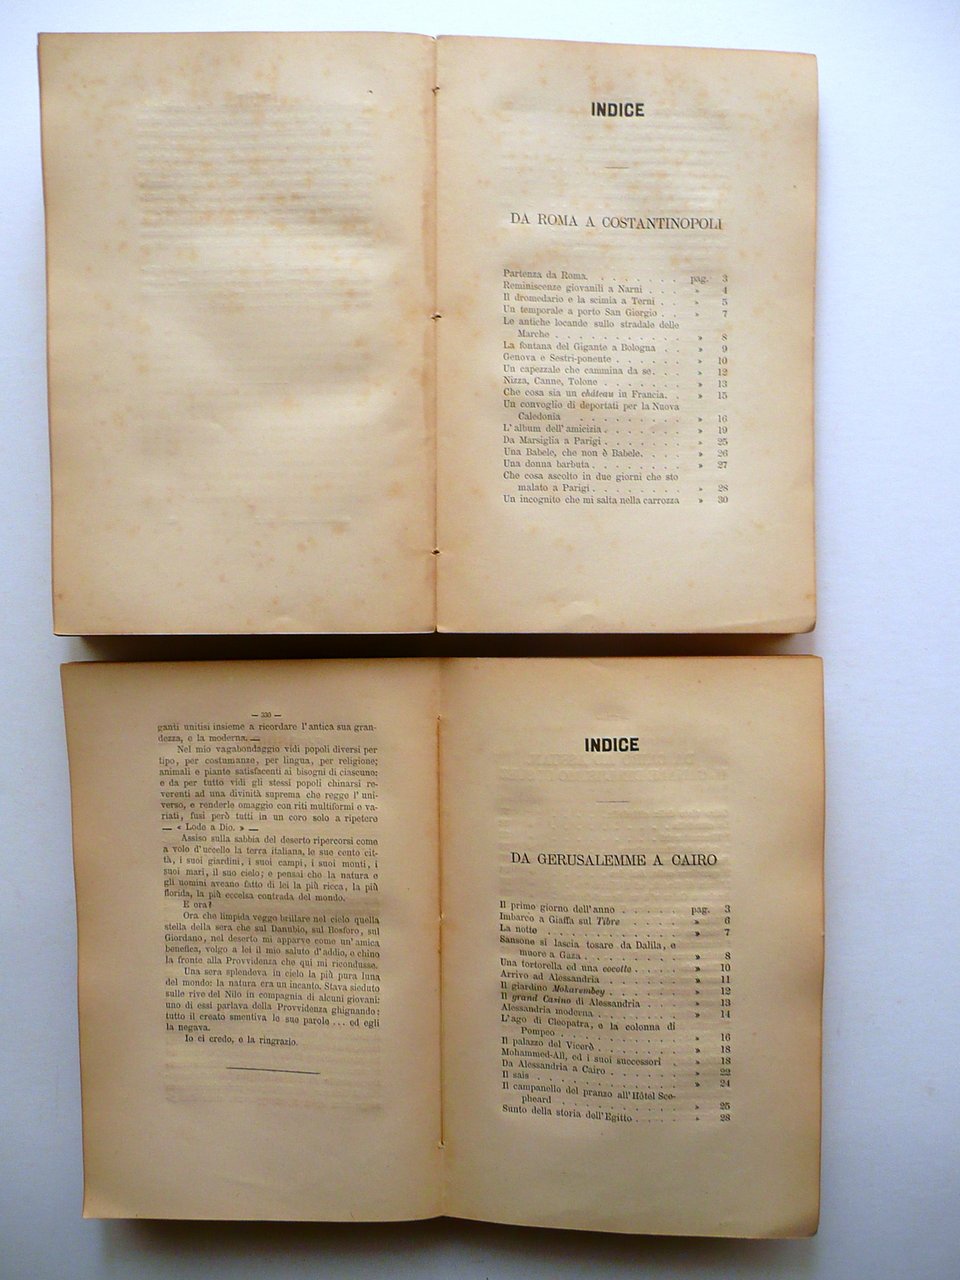 INDICE
DA ROMA A COSTANTINOPOLI
Partenza da Roma. . . . . . . pag. 3
Reminiscenze giovanili a Narni . . . » 4
Il dromedario e la scimia a Terni . . » 5
Un temporale a porto San Giorgio . . » 7
Le antiche locande sullo stradale delle
Marche . . . . . . . . . . » 8
La fontana del Gigante a Bologna . . » 9
Genova e Sestri-ponente . . . . . . » 10
Un capezzale che cammina da se. . . » 12
Nizza, Canne, Tolone . . . . . . . » 13
Che cosa sia un château in Francia. . » 15
Un convoglio di deportati per la Nuova
Caledonia . . . . . . . . » 16
L'album dell'amicizia . . . . . . . » 19
Da Marsiglia a Parigi . . . . . . . » 25
Una Babele, che non è Babele. . . . » 26
Una donna barbuta . . . . . . . . » 27
Che cosa ascolto in due giorni che sto
malato a Parigi . . . . . . . » 28
Un incognito che mi salta nella carrozza » 30
— 330 —
ganti unitisi insieme a ricordare l'antica sua gran-
dezza, e la moderna. —
Nel mio vagabondaggio vidi popoli diversi per
tipo, per costumanze, per lingua, per religione;
animali e piante satisfacenti ai bisogni di ciascuno:
e da per tutto vidi gli stessi popoli chinarsi re-
verenti ad una divinità suprema che regge l'uni-
verso, e renderle omaggio con riti multiformi e va-
riati, fusi però tutti in un coro solo a ripetere
— « Lode a Dio. » —
Assiso sulla sabbia del deserto ripercorsi come
a volo d'uccello la terra italiana, le sue cento cit-
tà, i suoi giardini, i suoi campi, i suoi monti, i
suoi mari, il suo cielo; e pensai che la natura e
gli uomini aveano fatto di lei la più ricca, la più
florida, la più eccelsa contrada del mondo.
E ora?
Ora che limpida veggo brillare nel cielo quella
stella della sera che sul Danubio, sul Bosforo, sul
Giordano, nel deserto mi apparve come un'amica
benefica, volgo a lei il mio saluto d'addio, e chino
la fronte alla Provvidenza che qui mi ricondusse.
Una sera splendeva in cielo la più pura luna
del mondo: la natura era un incanto. Stava sieduto
sulle rive del Nilo in compagnia di alcuni giovani:
uno di essi parlava della Provvidenza ghignando:
tutto il creato smentiva le sue parole . . . ed egli
la negava.
Io ci credo, e la ringrazio.
INDICE
DA GERUSALEMME A CAIRO
Il primo giorno dell'anno . . . . . pag. 3
Imbarco a Giaffa sul Tibre . . . . » 6
La notte . . . . . . . . . . » 7
Sansone si lascia tosare da Dalila, e
muore a Gaza . . . . . . . . » 8
Una tortorella ed una cocotte . . . . » 10
Arrivo ad Alessandria . . . . . . » 11
Il giardino Mokarembey . . . . . . » 12
Il grand Casino di Alessandria . . . » 13
Alessandria moderna . . . . . . . » 14
L'ago di Cleopatra, e la colonna di
Pompeo . . . . . . . . . . » 16
Il palazzo del Vicerè . . . . . . » 18
Mohammed-Alì, ed i suoi successori . » 18
Da Alessandria a Cairo . . . . . . » 22
Il sais . . . . . . . . . . . » 24
Il campanello del pranzo all'Hôtel Sce-
pheard . . . . . . . . . . » 25
Sunto della storia dell'Egitto . . . . » 28